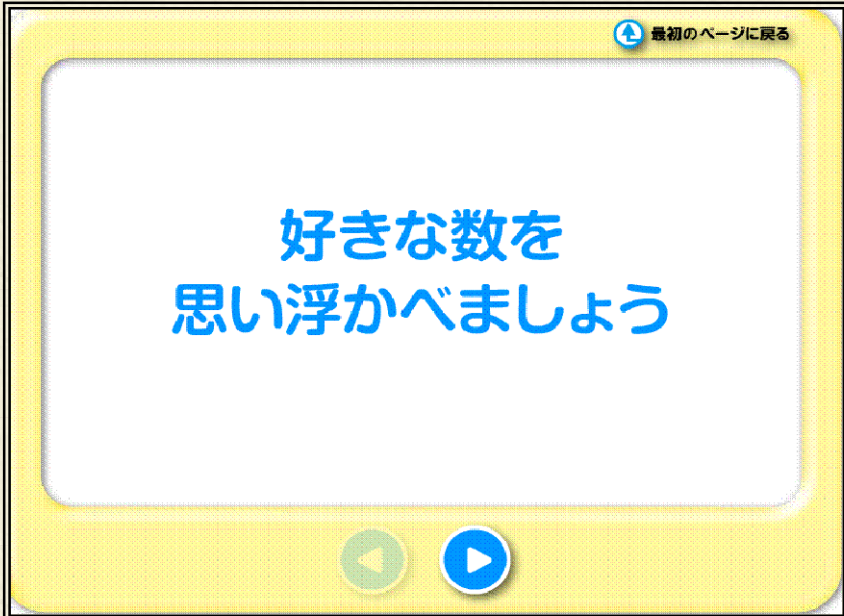 最初のページに戻る
好きな数を
思い浮かべましょう